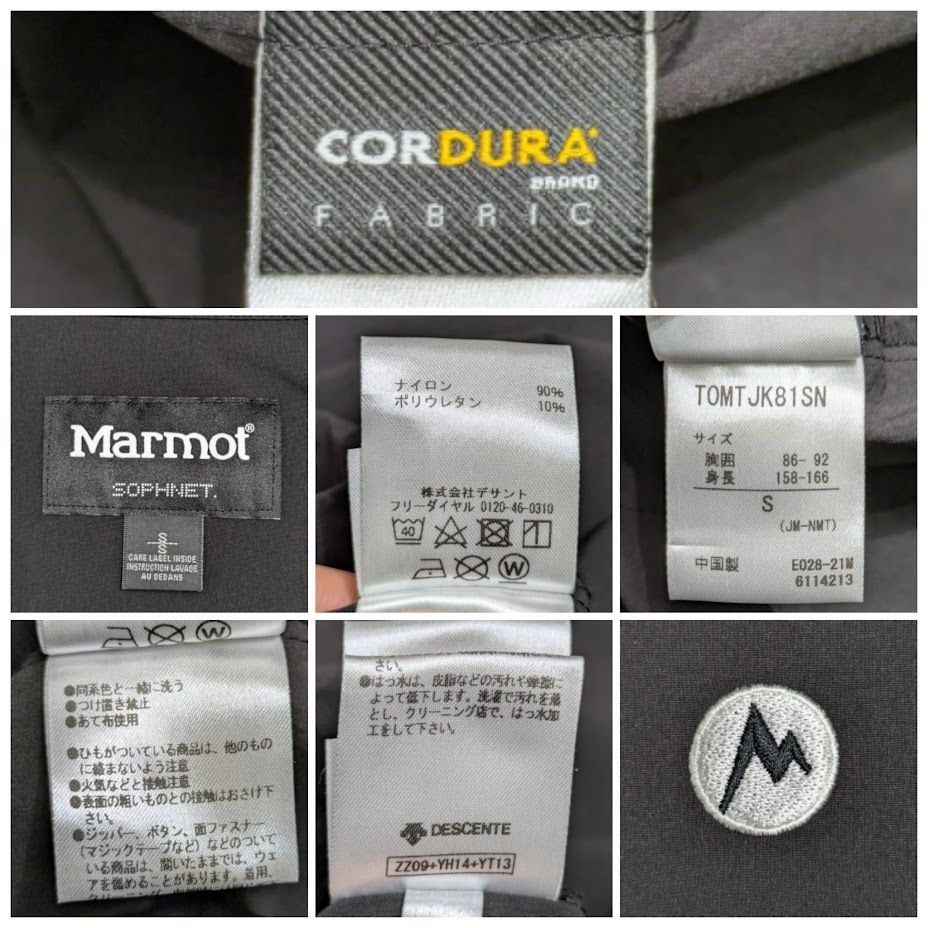 CORDURA®
BRAND
FABRIC
Marmot®
SOPHNET.
S
CARE LABEL INSIDE
INSTRUCTION LAVAGE
AU DEDANS
ナイロン 90%
ポリウレタン 10%
株式会社デサント
フリーダイヤル 0120-46-0310
40
W
TOMTJK81SN
サイズ
胸囲 86-92
身長 158-166
S
(JM-NMT)
中国製 E028-21M
6114213
W
●同系色と一緒に洗う
●つけ置き禁止
●あて布使用
●ひもがついている商品は、他のもの
に絡まないよう注意
●火気などと接触注意
●表面の粗いものとの接触はおさけ下
さい。
●ジッパー、ボタン、面ファスナー
(マジックテープなど)などのついて
いる商品は、開いたままでは、ウェ
アを傷めることがあります。着用、
さい。
●はっ水は、皮脂などの汚れや摩擦に
よって低下します。洗濯で汚れを落
とし、クリーニング店で、はっ水加
工をして下さい。
DESCENTE
ZZ09+YH14+YT13